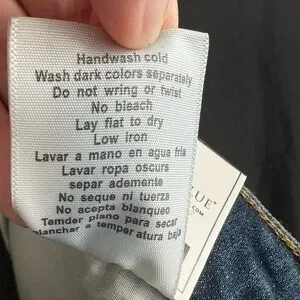 Handwash cold
Wash dark colors separately
Do not wring or twist
No bleach
Lay flat to dry
Low iron
Lavar a mano en agua fria
Lavar ropa oscurs
separ ademente
No seque ni tuerza
No acepta blanqueo
Temder plano para secar
planchar a temper atura baja